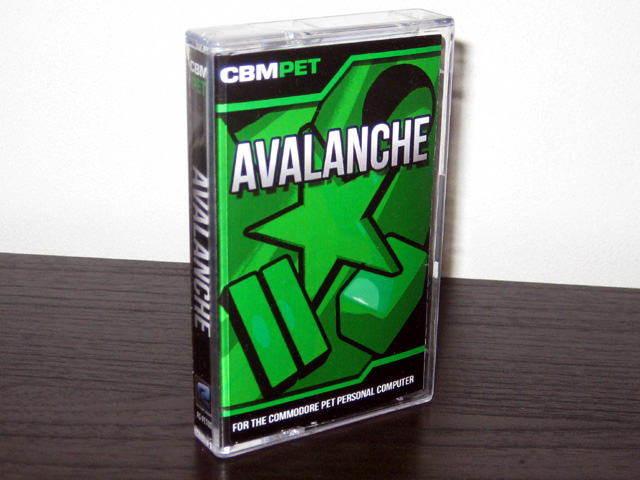 CBMPET
AVALANCHE
FOR THE COMMODORE PET PERSONAL COMPUTER
CBM
PET
AVALANCHE